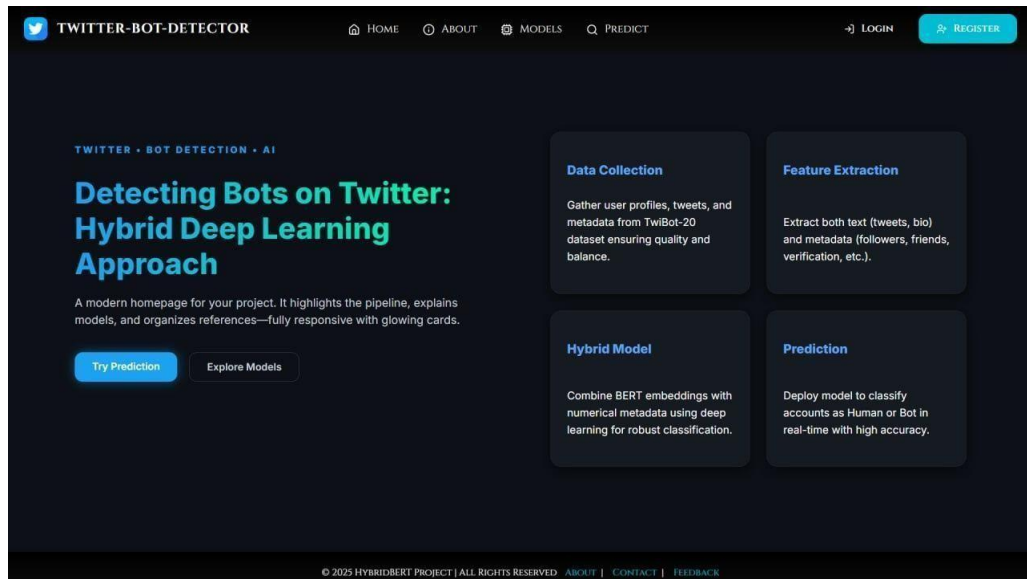 TWITTER-BOT-DETECTOR
HOME
ABOUT
MODELS
PREDICT
LOGIN
REGISTER
TWITTER • BOT DETECTION • AI
Detecting Bots on Twitter:
Hybrid Deep Learning
Approach
A modern homepage for your project. It highlights the pipeline, explains
models, and organizes references—fully responsive with glowing cards.
Try Prediction
Explore Models
Data Collection
Gather user profiles, tweets, and
metadata from TwiBot-20
dataset ensuring quality and
balance.
Feature Extraction
Extract both text (tweets, bio)
and metadata (followers, friends,
verification, etc.).
Hybrid Model
Combine BERT embeddings with
numerical metadata using deep
learning for robust classification.
Prediction
Deploy model to classify
accounts as Human or Bot in
real-time with high accuracy.
© 2025 HYBRIDBERT PROJECT | ALL RIGHTS RESERVED ABOUT | CONTACT | FEEDBACK